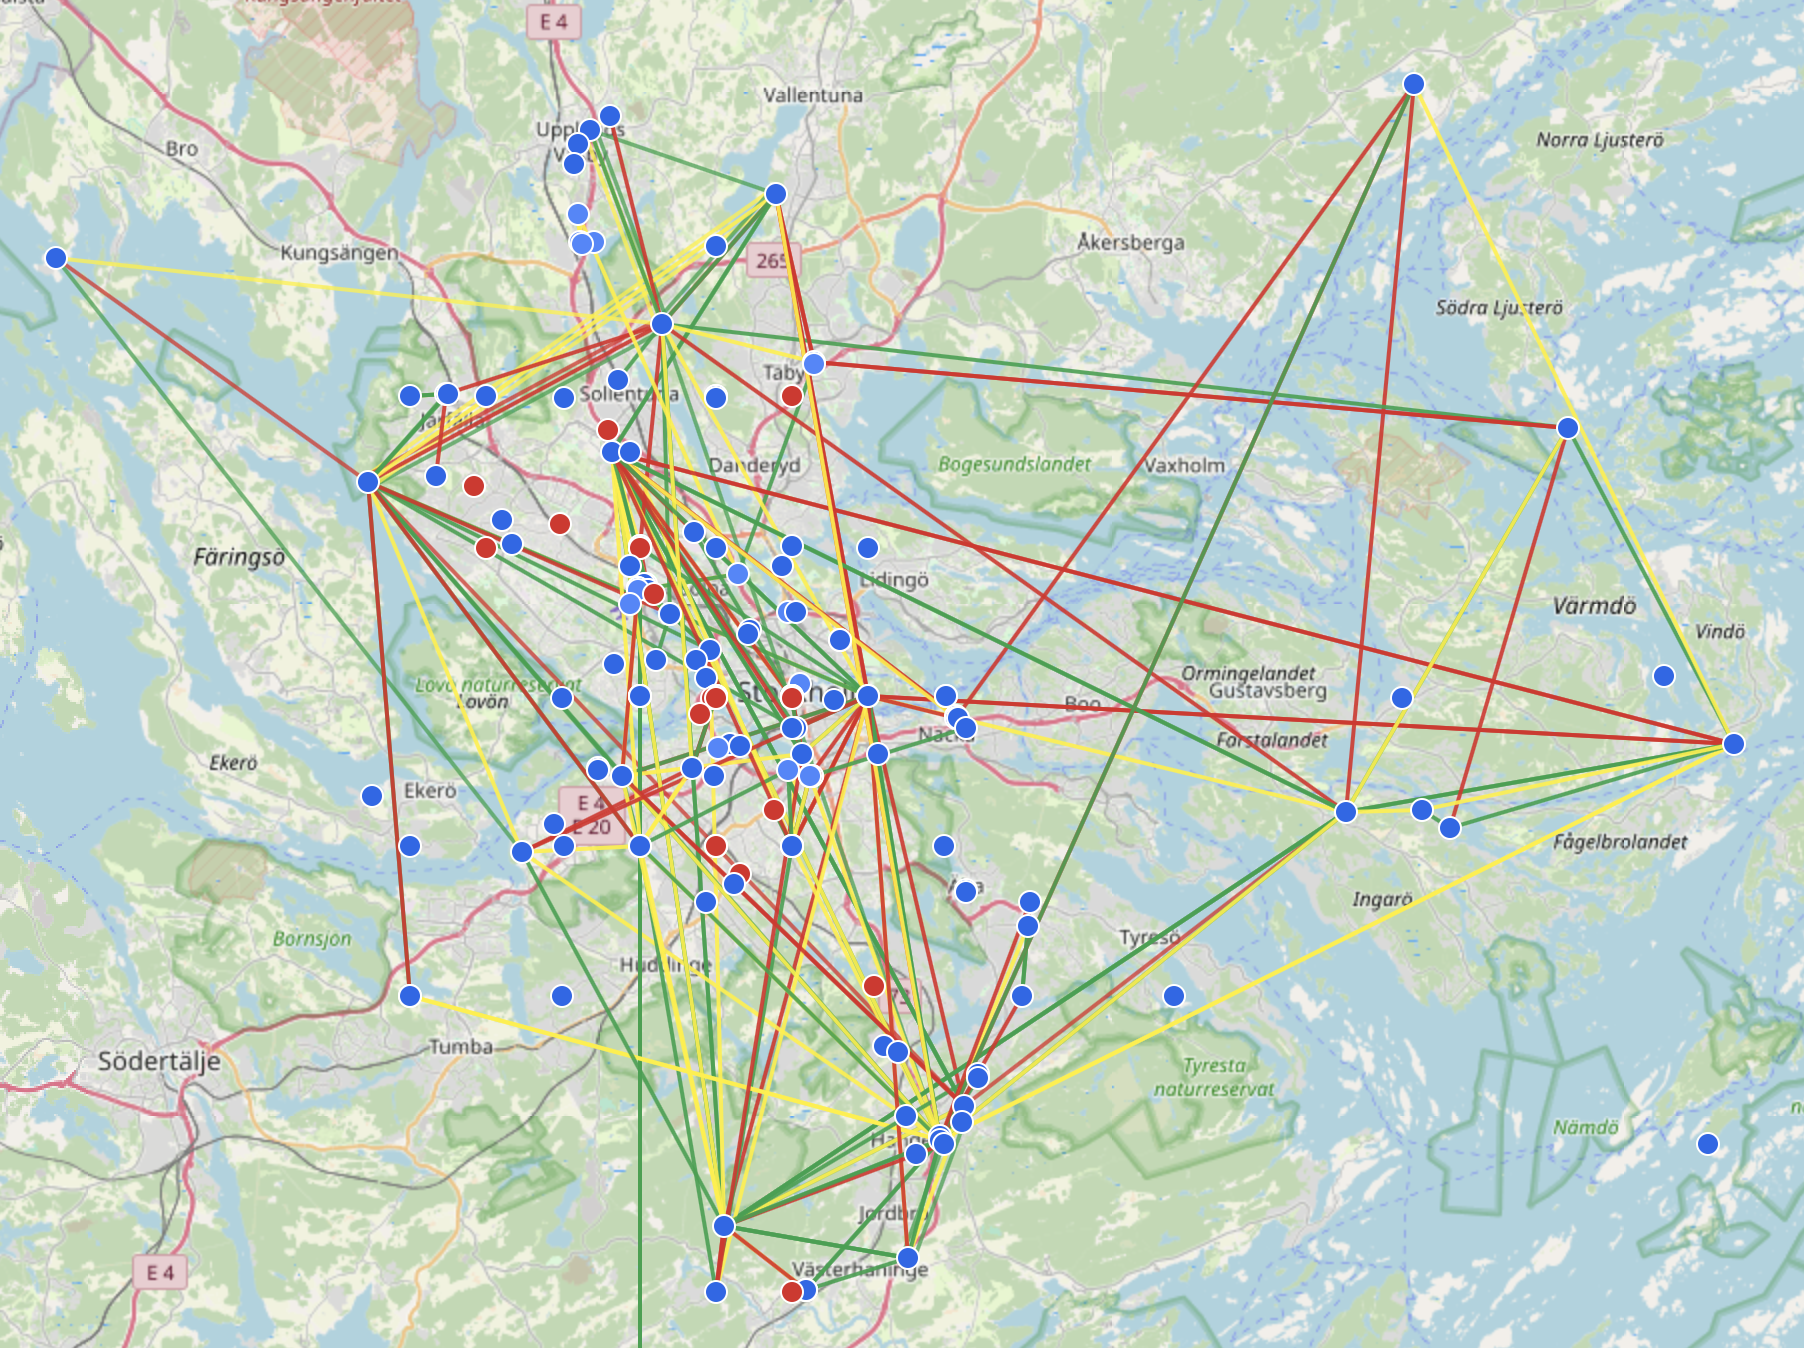 E 4
Vallentuna
Bro
Norra Ljusterö
Åkersberga
Kungsängen
265
Södra Ljusterö
Täby
Sollentuna
Danderyd
Bogesundslandet
Vaxholm
Färingsö
Lidingö
Värmdö
Vindö
Ormingelandet
Gustavsberg
Lovö naturreservat
Lovön
Boo
Farstalandet
Ekerö
Ekerö
E 4
E 20
Fågelbrolandet
Ingarö
Bornsjön
Tyresö
Huddinge
73
Tumba
Södertälje
Tyresta
naturreservat
Nämdö
Jordbro
E 4
Västerhaninge